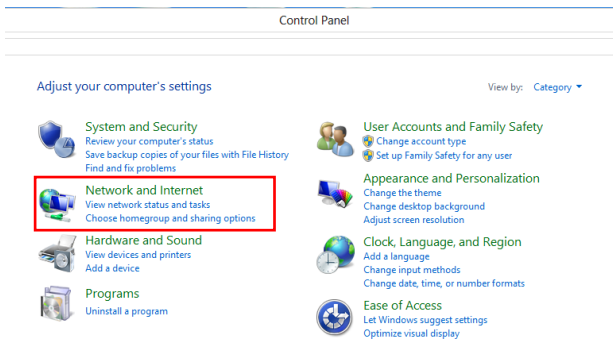 Control Panel
Adjust your computer's settings
View by: Category
System and Security
Review your computer's status
Save backup copies of your files with File History
Find and fix problems
Network and Internet
View network status and tasks
Choose homegroup and sharing options
Hardware and Sound
View devices and printers
Add a device
Programs
Uninstall a program
User Accounts and Family Safety
Change account type
Set up Family Safety for any user
Appearance and Personalization
Change the theme
Change desktop background
Adjust screen resolution
Clock, Language, and Region
Add a language
Change input methods
Change date, time, or number formats
Ease of Access
Let Windows suggest settings
Optimize visual display